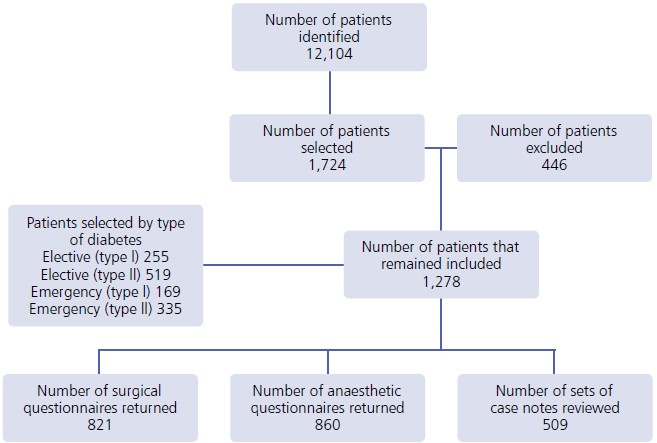 Number of patients
identified
12,104
Number of patients
selected
1,724
Number of patients
excluded
446
Patients selected by type
of diabetes
Elective (type I) 255
Elective (type II) 519
Emergency (type I) 169
Emergency (type II) 335
Number of patients that
remained included
1,278
Number of surgical
questionnaires returned
821
Number of anaesthetic
questionnaires returned
860
Number of sets of
case notes reviewed
509